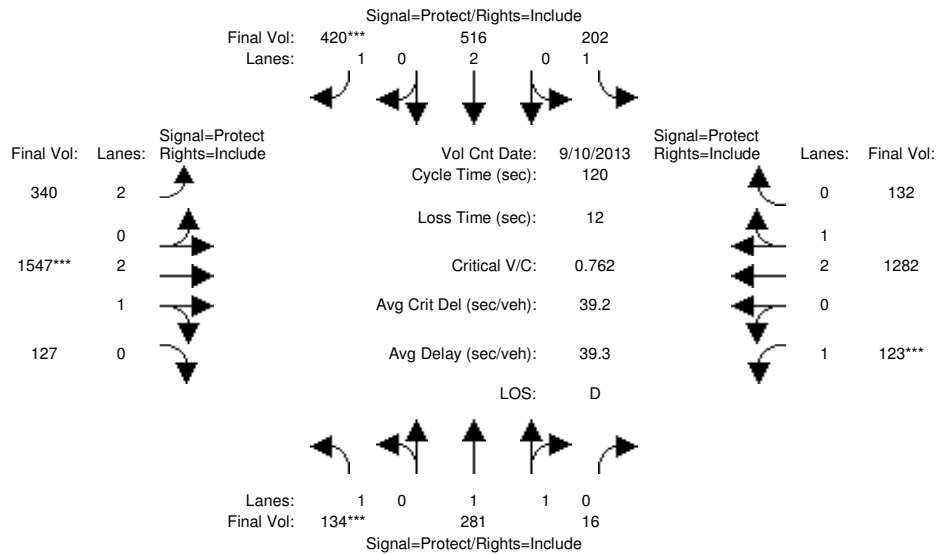 Signal=Protect/Rights=Include
Final Vol: 420*** 516 202
Lanes: 1 0 2 0 1
Signal=Protect
Final Vol: Lanes: Rights=Include
Vol Cnt Date: 9/10/2013
Signal=Protect
Rights=Include Lanes: Final Vol:
Cycle Time (sec): 120
340 2
0 132
Loss Time (sec): 12
0
1
1547*** 2
Critical V/C: 0.762
2 1282
1
Avg Crit Del (sec/veh): 39.2
0
127 0
Avg Delay (sec/veh): 39.3
1 123***
LOS: D
Lanes: 1 0 1 1 0
Final Vol: 134*** 281 16
Signal=Protect/Rights=Include